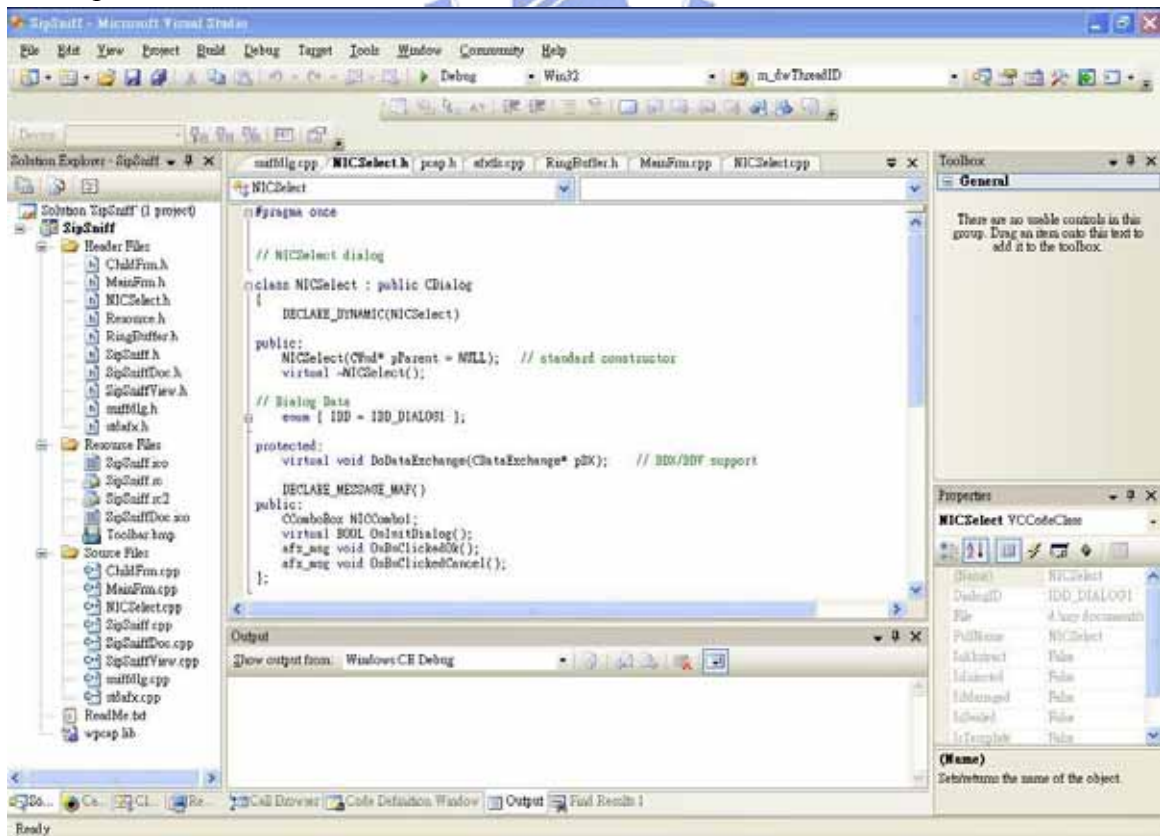 SipSniff - Microsoft Visual Studio
File Edit View Project Build Debug Target Tools Window Community Help
Debug Win32 m_dwThreadID
Device
Solution Explorer - SipSniff
Solution 'SipSniff' (1 project)
SipSniff
Header Files
ChildFrm.h
MainFrm.h
NICSelect.h
Resource.h
RingBuffer.h
SipSniff.h
SipSniffDoc.h
SipSniffView.h
sniffdlg.h
stdafx.h
Resource Files
SipSniff.ico
SipSniff.rc
SipSniff.rc2
SipSniffDoc.ico
Toolbar.bmp
Source Files
ChildFrm.cpp
MainFrm.cpp
NICSelect.cpp
SipSniff.cpp
SipSniffDoc.cpp
SipSniffView.cpp
sniffdlg.cpp
stdafx.cpp
ReadMe.txt
wpcap.lib
So... Ce... Cl... Re...
sniffdlg.cpp NICSelect.h pcap.h afxtls.cpp RingBuffer.h MainFrm.cpp NICSelect.cpp
NICSelect
#pragma once
// NICSelect dialog
class NICSelect : public CDialog
{
DECLARE_DYNAMIC(NICSelect)
public:
NICSelect(CWnd* pParent = NULL); // standard constructor
virtual ~NICSelect();
// Dialog Data
enum { IDD = IDD_DIALOG1 };
protected:
virtual void DoDataExchange(CDataExchange* pDX); // DDX/DDV support
DECLARE_MESSAGE_MAP()
public:
CComboBox NICCombo1;
virtual BOOL OnInitDialog();
afx_msg void OnBnClickedOk();
afx_msg void OnBnClickedCancel();
};
Output
Show output from: Windows CE Debug
Call Browser Code Definition Window Output Find Results 1
Toolbox
General
There are no usable controls in this
group. Drag an item onto this text to
add it to the toolbox.
Properties
NICSelect VCCodeClass
(Name) NICSelect
DialogID IDD_DIALOG1
File
FullName NICSelect
IsAbstract False
IsInjected False
IsManaged False
IsSealed False
IsTemplate False
(Name)
Sets/returns the name of the object.
Ready